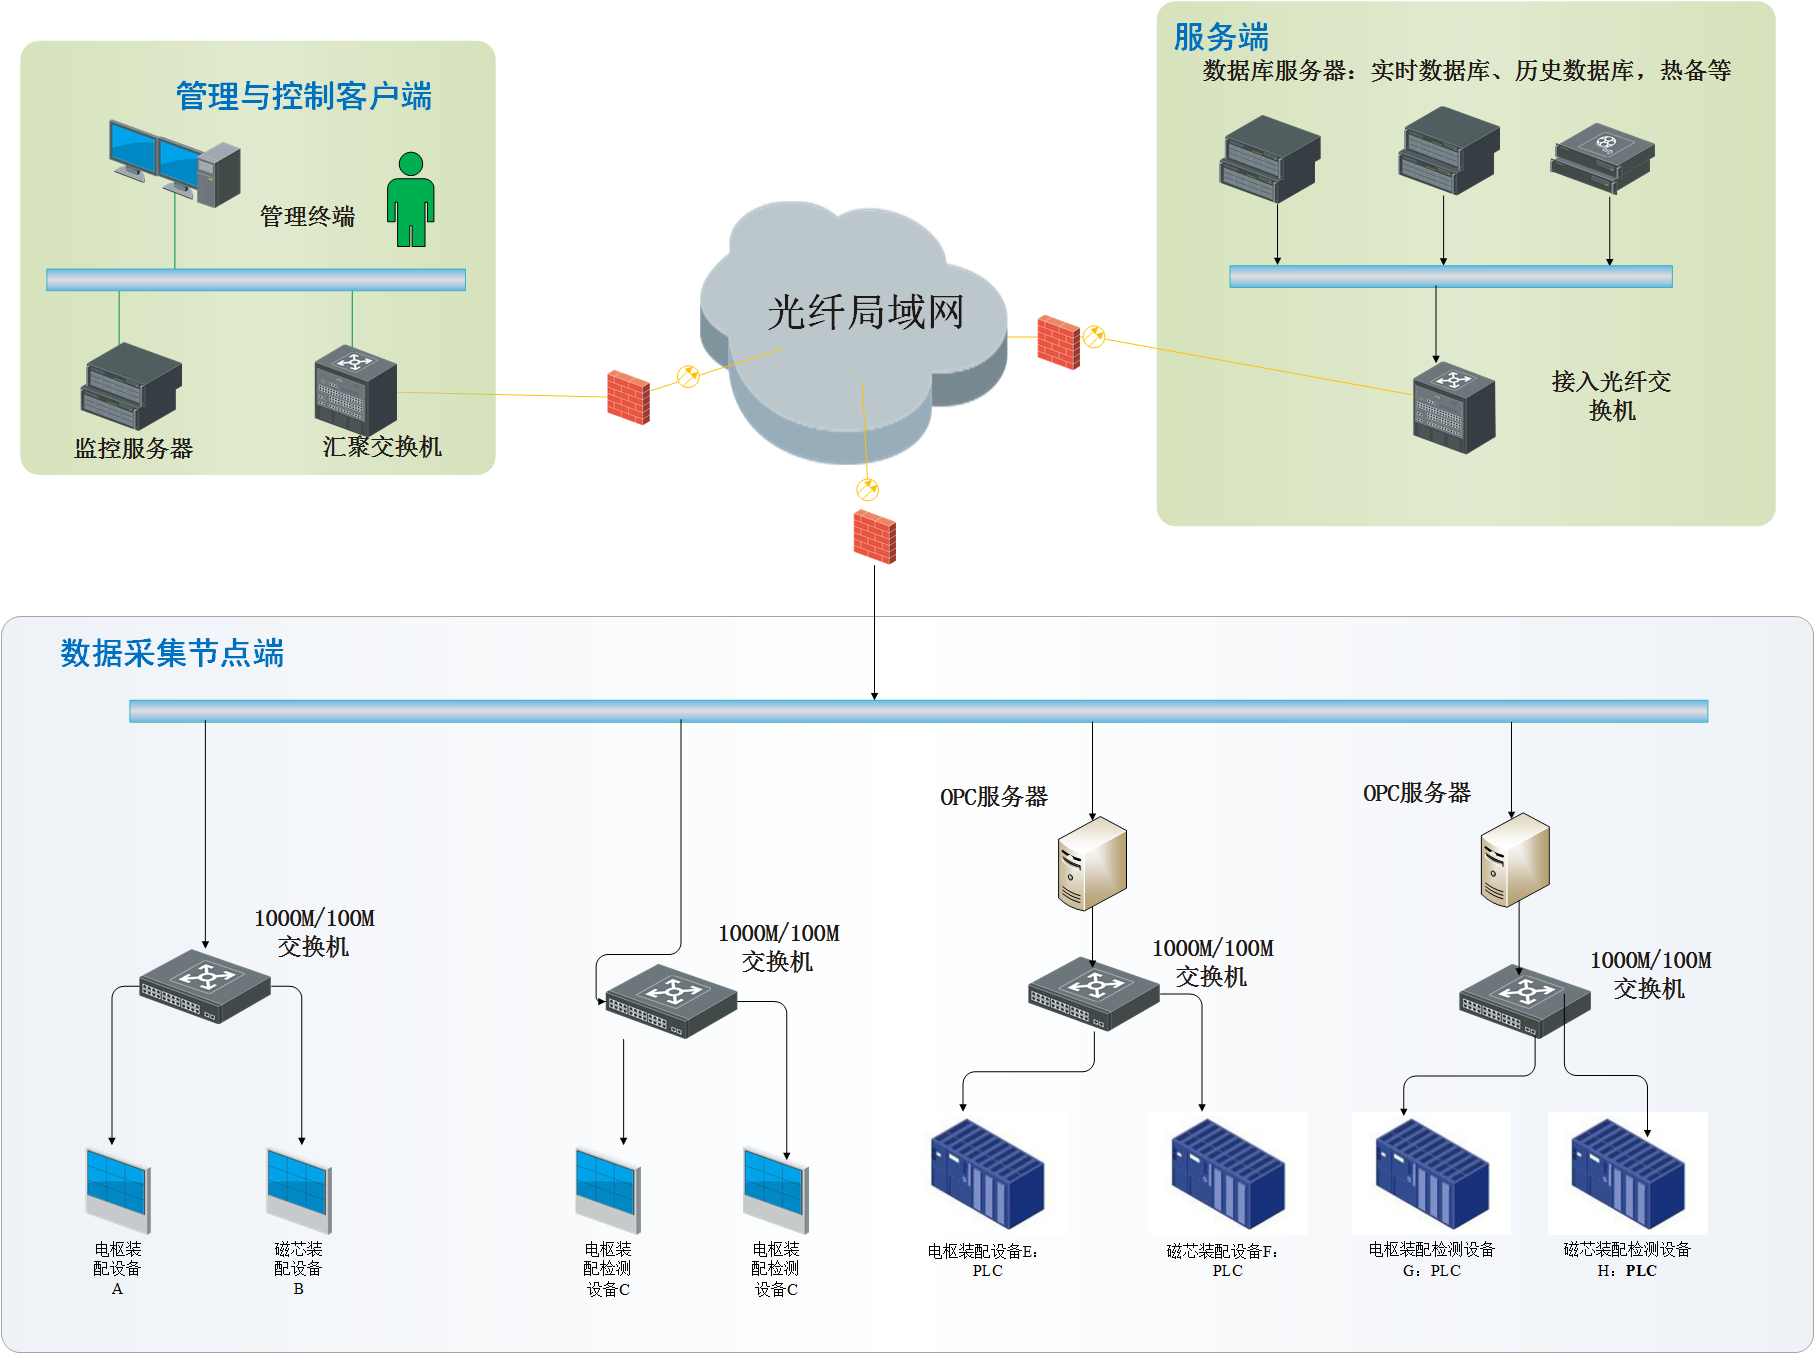 管理与控制客户端
管理终端
监控服务器
汇聚交换机
光纤局域网
服务端
数据库服务器：实时数据库、历史数据库，热备等
接入光纤交
换机
数据采集节点端
1000M/100M
交换机
电枢装
配设备
A
磁芯装
配设备
B
1000M/100M
交换机
电枢装
配检测
设备C
电枢装
配检测
设备C
OPC服务器
1000M/100M
交换机
电枢装配设备E：
PLC
磁芯装配设备F：
PLC
OPC服务器
1000M/100M
交换机
电枢装配检测设备
G：PLC
磁芯装配检测设备
H：PLC